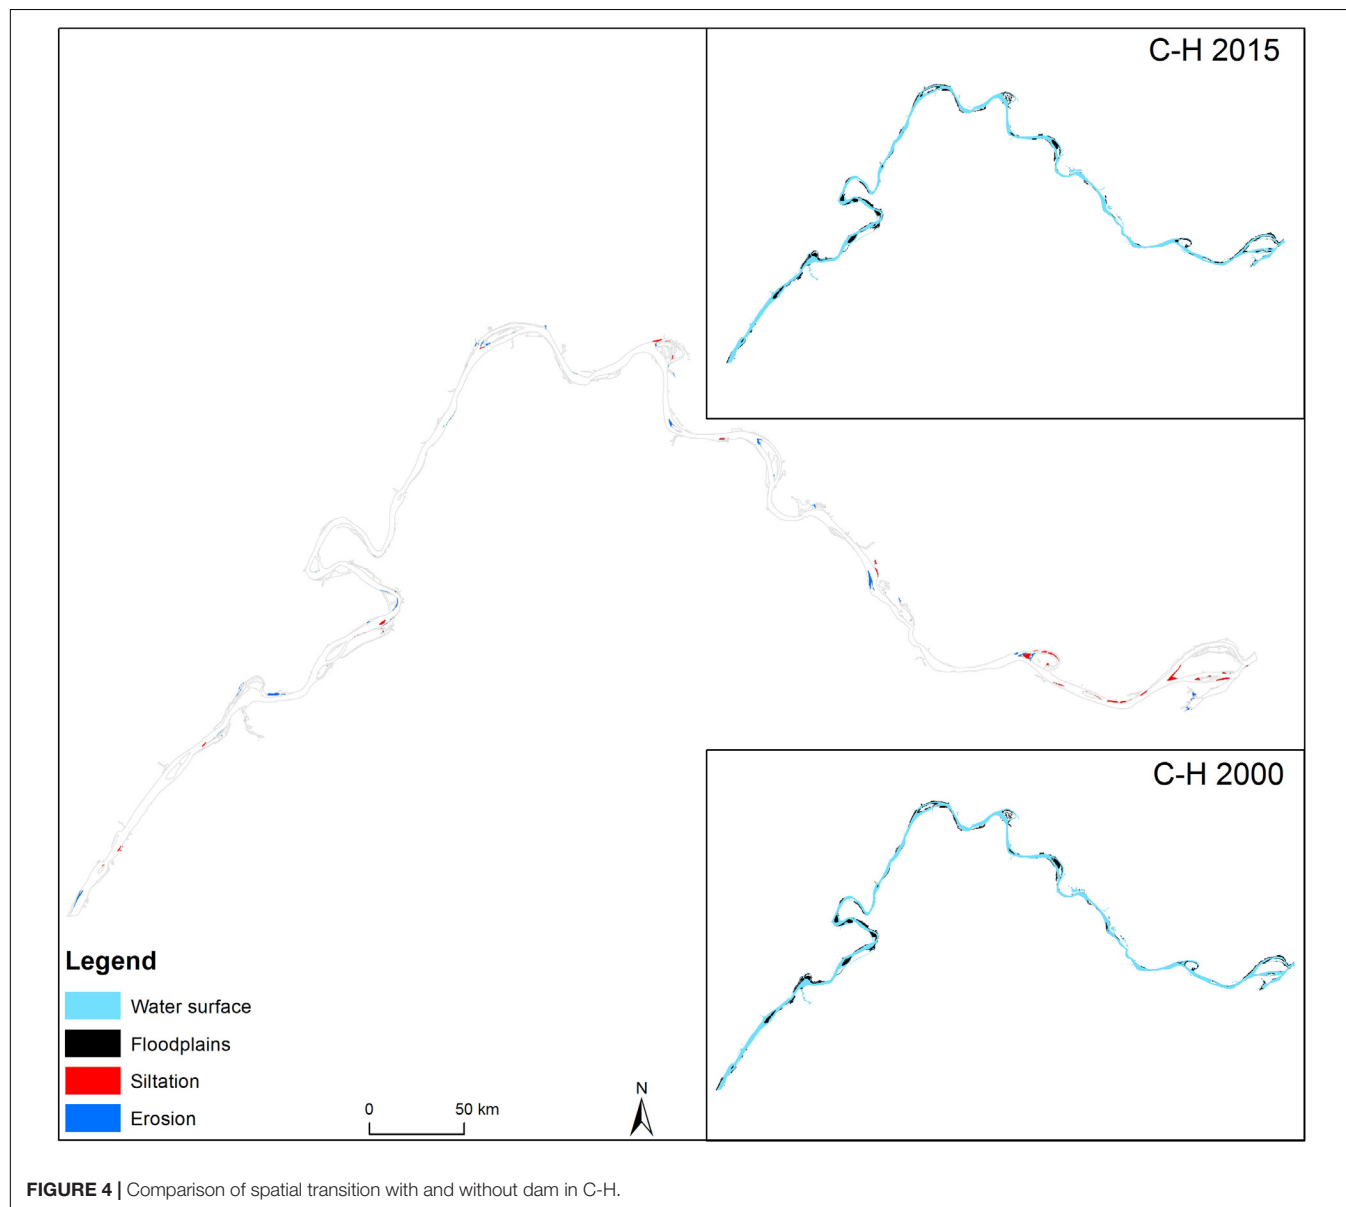 C-H 2015
C-H 2000
Legend
Water surface
Floodplains
Siltation
Erosion
0 50 km
N
FIGURE 4 | Comparison of spatial transition with and without dam in C-H.